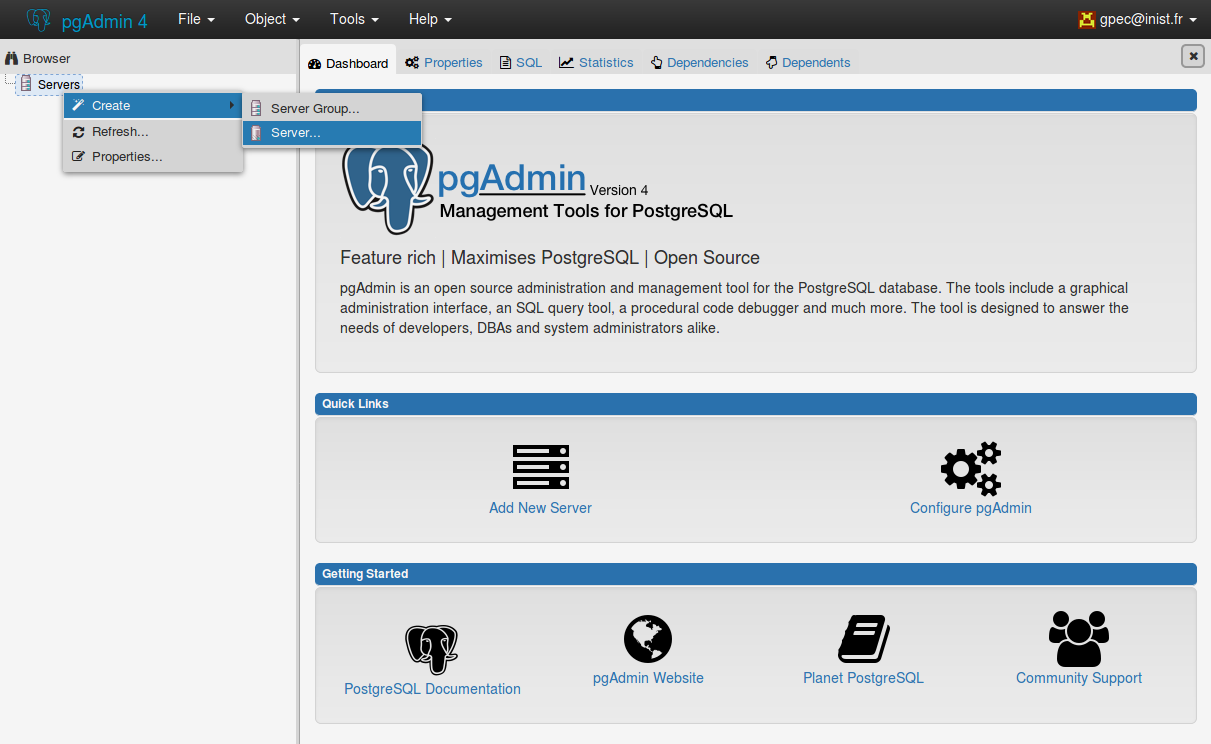 pgAdmin 4 File Object Tools Help gpec@inist.fr
Browser
Dashboard Properties SQL Statistics Dependencies Dependents
Servers
Create
Refresh...
Properties...
Server Group...
Server...
pgAdmin Version 4
Management Tools for PostgreSQL
Feature rich | Maximises PostgreSQL | Open Source
pgAdmin is an open source administration and management tool for the PostgreSQL database. The tools include a graphical
administration interface, an SQL query tool, a procedural code debugger and much more. The tool is designed to answer the
needs of developers, DBAs and system administrators alike.
Quick Links
Add New Server
Configure pgAdmin
Getting Started
PostgreSQL Documentation
pgAdmin Website
Planet PostgreSQL
Community Support